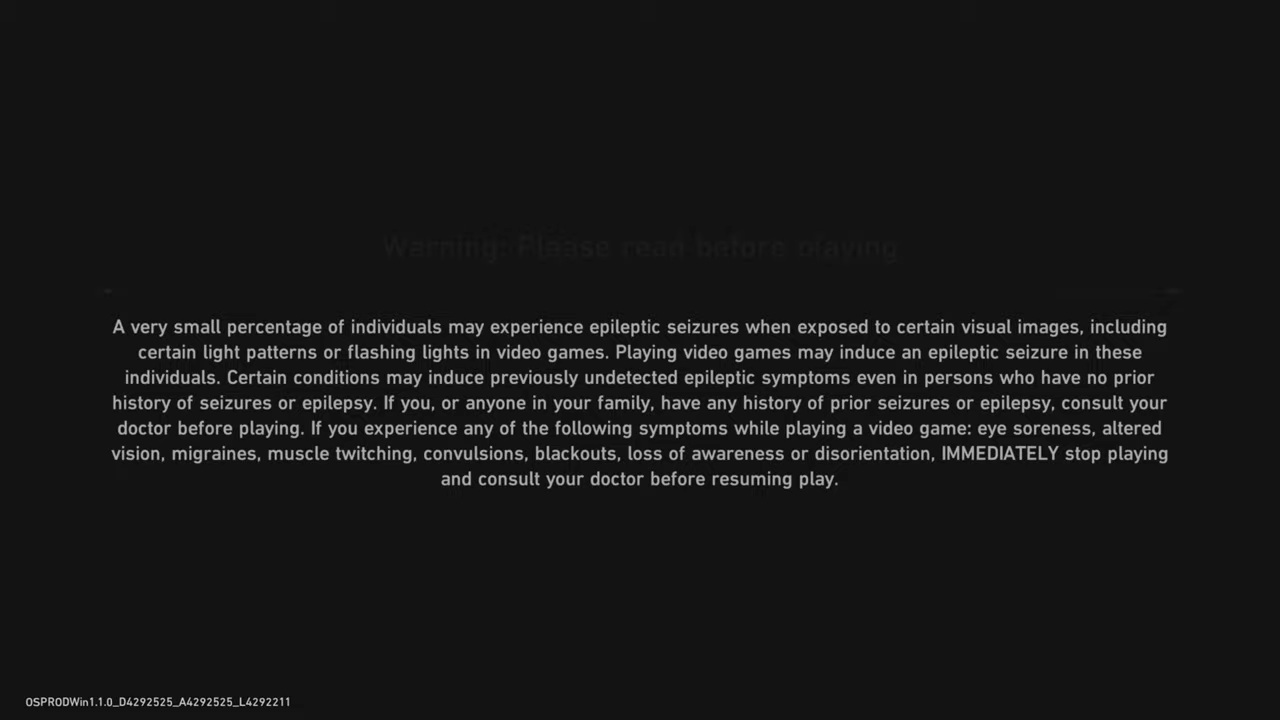 Warning: Please read before playing
A very small percentage of individuals may experience epileptic seizures when exposed to certain visual images, including
certain light patterns or flashing lights in video games. Playing video games may induce an epileptic seizure in these
individuals. Certain conditions may induce previously undetected epileptic symptoms even in persons who have no prior
history of seizures or epilepsy. If you, or anyone in your family, have any history of prior seizures or epilepsy, consult your
doctor before playing. If you experience any of the following symptoms while playing a video game: eye soreness, altered
vision, migraines, muscle twitching, convulsions, blackouts, loss of awareness or disorientation, IMMEDIATELY stop playing
and consult your doctor before resuming play.
OSPRODWin1.1.0_D4292525_A4292525_L4292211